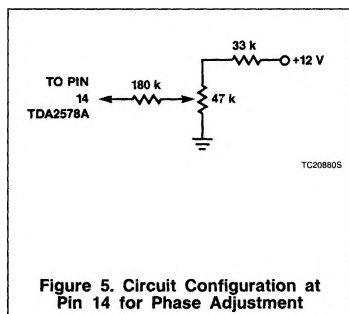 33 k
+12 V
TO PIN
180 k
14
47 k
TDA2578A
TC20880S
Figure 5. Circuit Configuration at
Pin 14 for Phase Adjustment